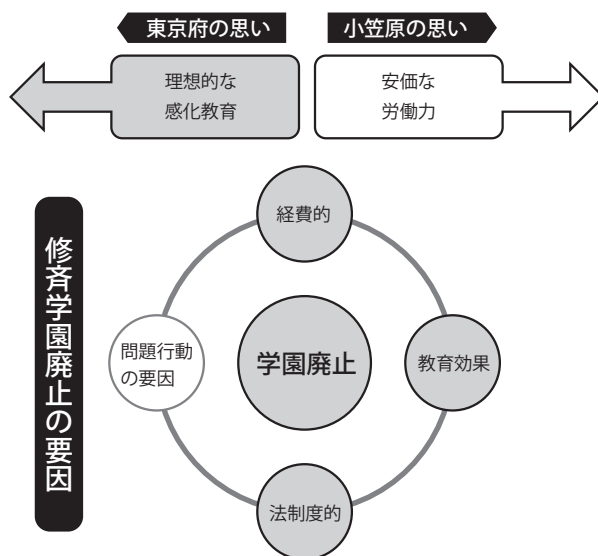 東京府の思い
小笠原の思い
理想的な
感化教育
安価な
労働力
修斉学園廃止の要因
経費的
問題行動
の要因
学園廃止
教育効果
法制度的